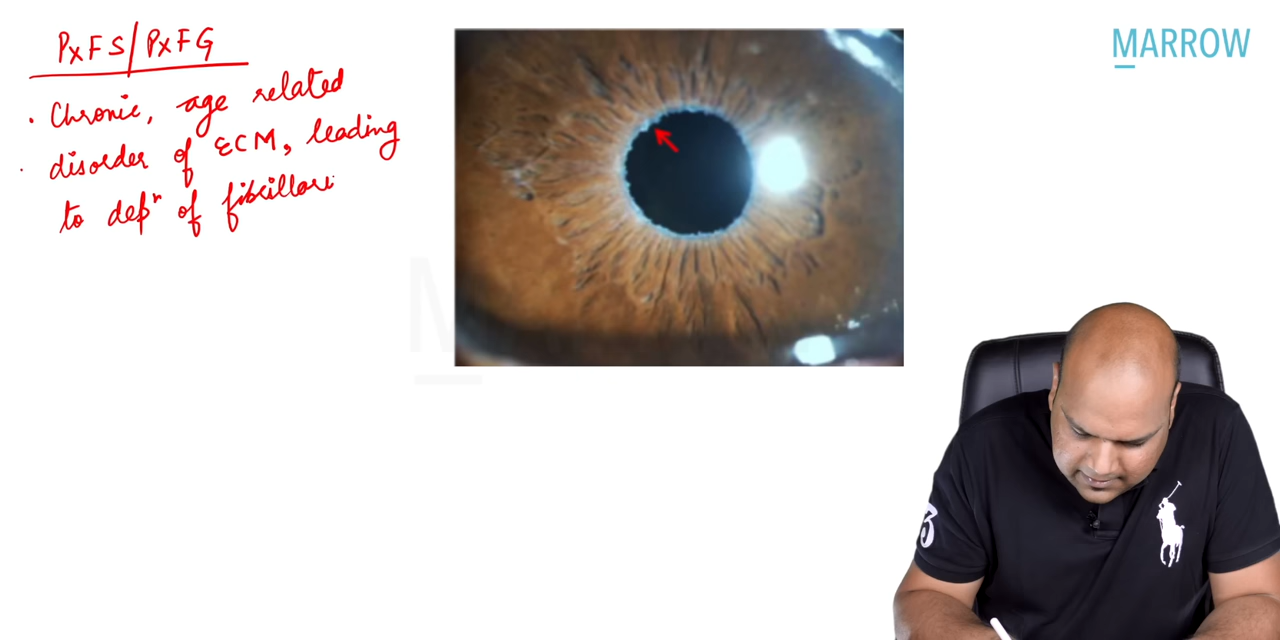 PxFS/PxFG
MARROW
• Chronic, age related
• disorder of ECM, leading
to depⁿ of fibrillar